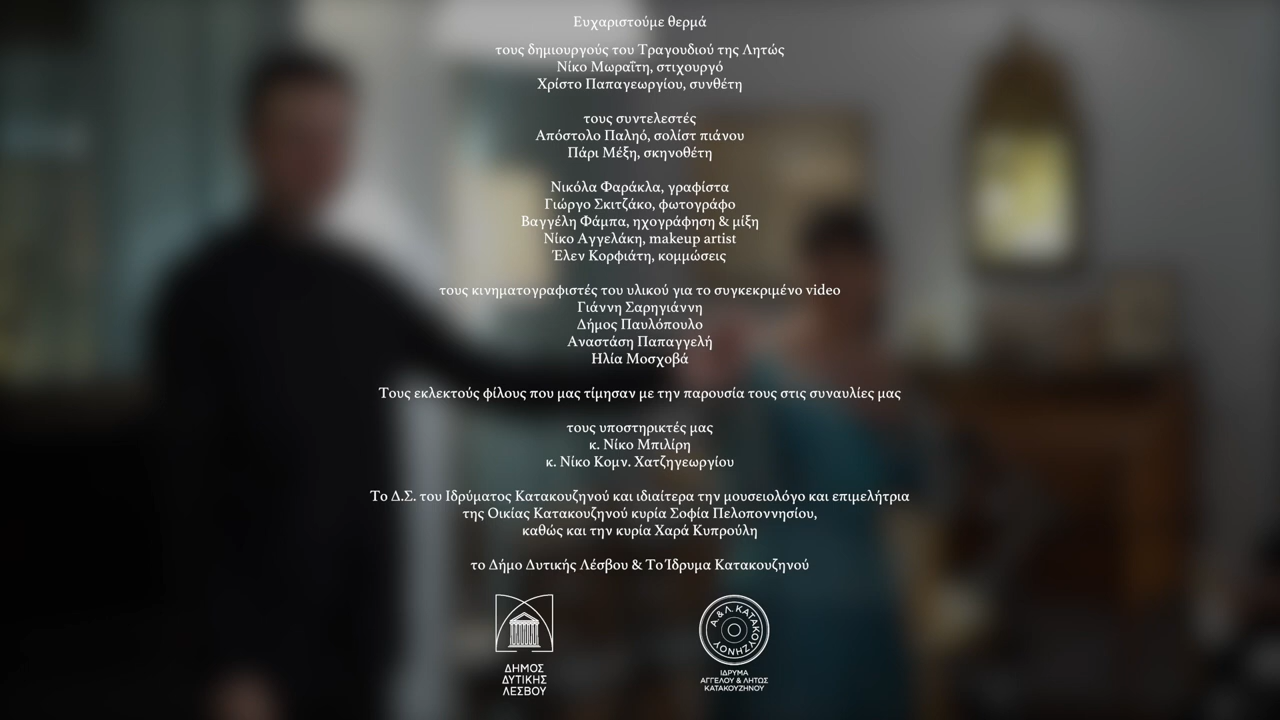 Ευχαριστούμε θερμά
τους δημιουργούς του Τραγουδιού της Λητώς
Νίκο Μωραΐτη, στιχουργό
Χρίστο Παπαγεωργίου, συνθέτη
τους συντελεστές
Απόστολο Παληό, σολίστ πιάνου
Πάρι Μέξη, σκηνοθέτη
Νικόλα Φαράκλα, γραφίστα
Γιώργο Σκιτζάκο, φωτογράφο
Βαγγέλη Φάμπα, ηχογράφηση & μίξη
Νίκο Αγγελάκη, makeup artist
Έλεν Κορφιάτη, κομμώσεις
τους κινηματογραφιστές του υλικού για το συγκεκριμένο video
Γιάννη Σαρηγιάννη
Δήμος Παυλόπουλο
Αναστάση Παπαγγελή
Ηλία Μοσχοβά
Τους εκλεκτούς φίλους που μας τίμησαν με την παρουσία τους στις συναυλίες μας
τους υποστηρικτές μας
κ. Νίκο Μπιλίρη
κ. Νίκο Κομν. Χατζηγεωργίου
Το Δ.Σ. του Ιδρύματος Κατακουζηνού και ιδιαίτερα την μουσειολόγο και επιμελήτρια
της Οικίας Κατακουζηνού κυρία Σοφία Πελοποννησίου,
καθώς και την κυρία Χαρά Κυπρούλη
το Δήμο Δυτικής Λέσβου & Το Ίδρυμα Κατακουζηνού
ΔΗΜΟΣ
ΔΥΤΙΚΗΣ
ΛΕΣΒΟΥ
Α.&Λ. ΚΑΤΑΚΟΥΖΗΝΟΥ
ΙΔΡΥΜΑ
ΑΓΓΕΛΟΥ & ΛΗΤΩΣ
ΚΑΤΑΚΟΥΖΗΝΟΥ